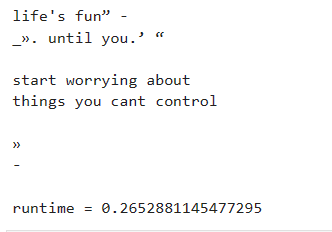 life's fun” -
_». until you.’ “
start worrying about
things you cant control
»
-
runtime = 0.2652881145477295